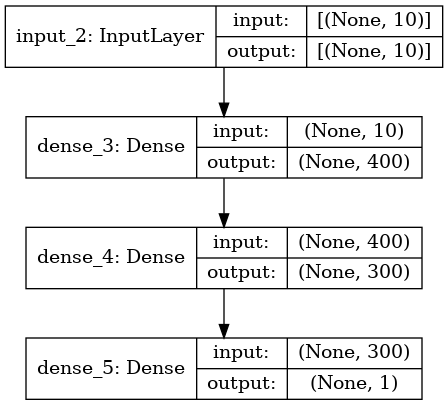 input_2: InputLayer
input: [(None, 10)]
output: [(None, 10)]
dense_3: Dense
input: (None, 10)
output: (None, 400)
dense_4: Dense
input: (None, 400)
output: (None, 300)
dense_5: Dense
input: (None, 300)
output: (None, 1)